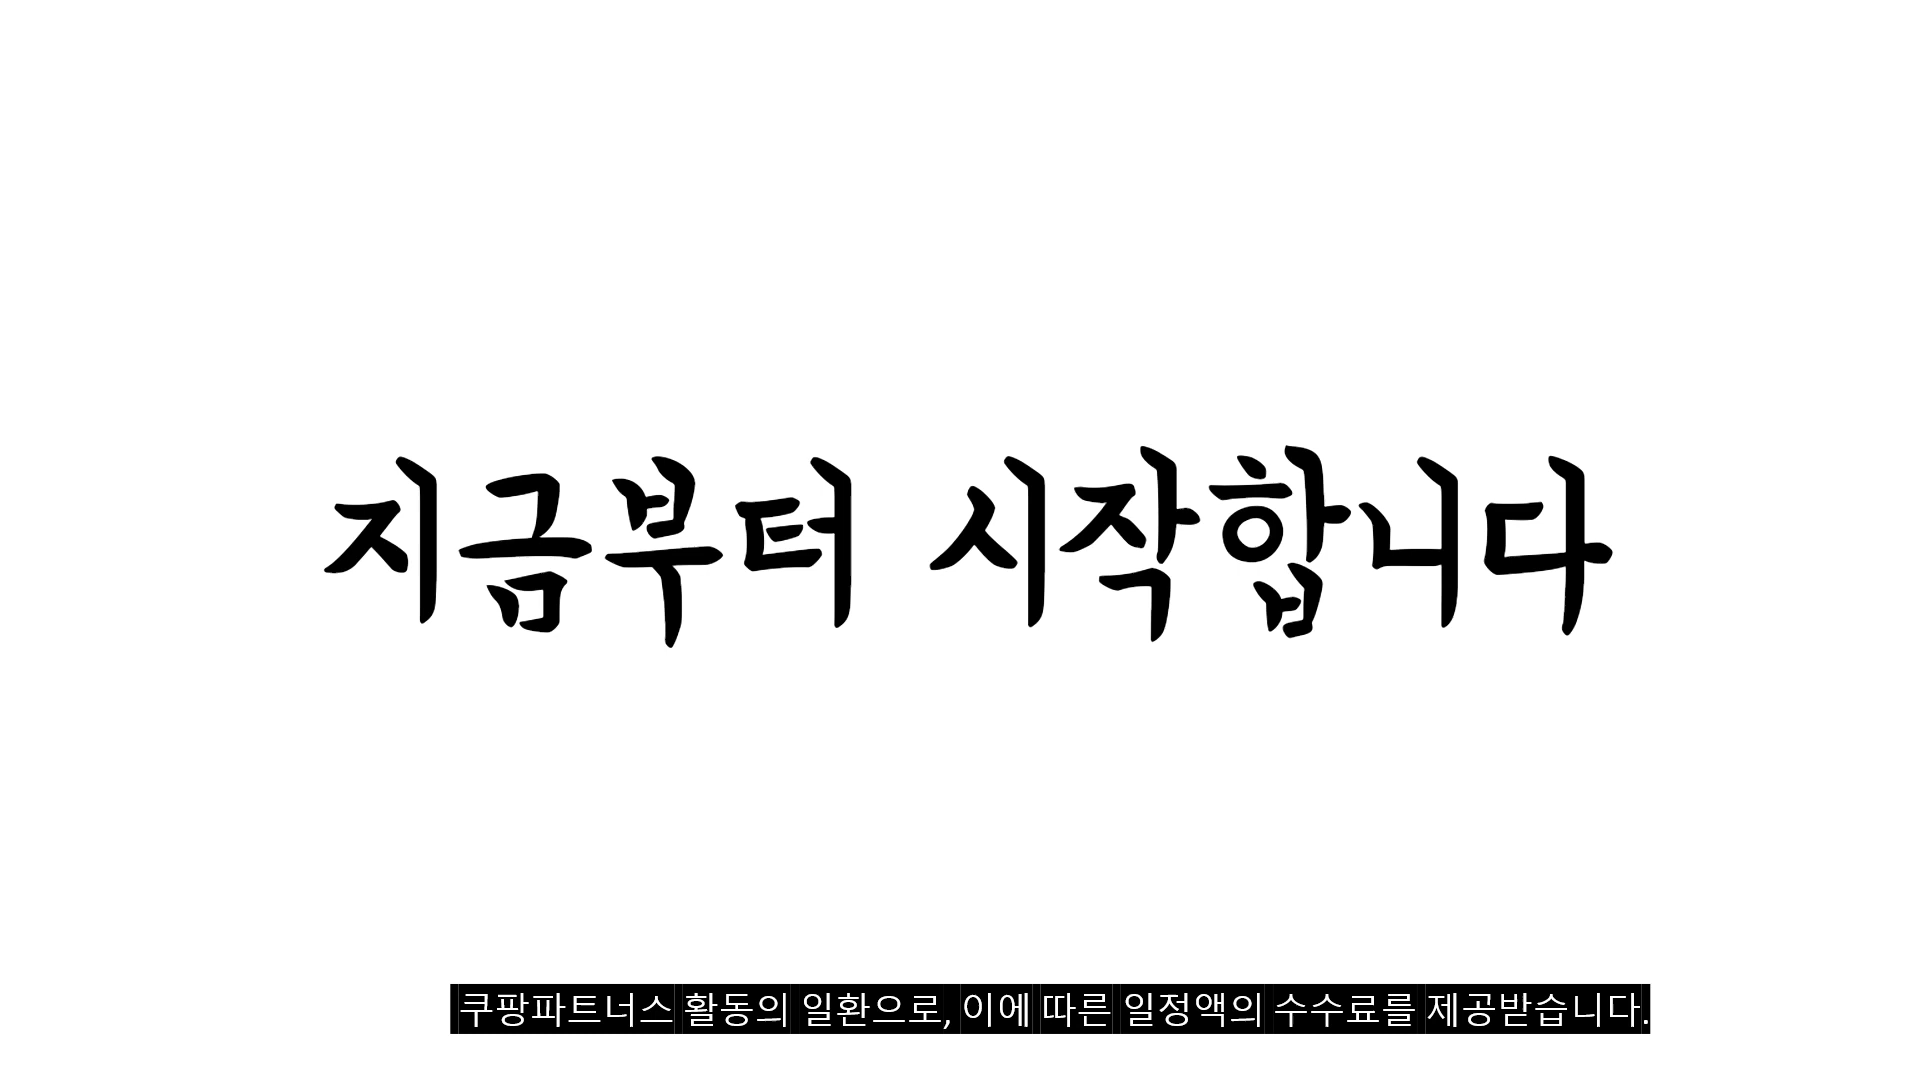 지금부터 시작합니다
쿠팡파트너스 활동의 일환으로, 이에 따른 일정액의 수수료를 제공받습니다.